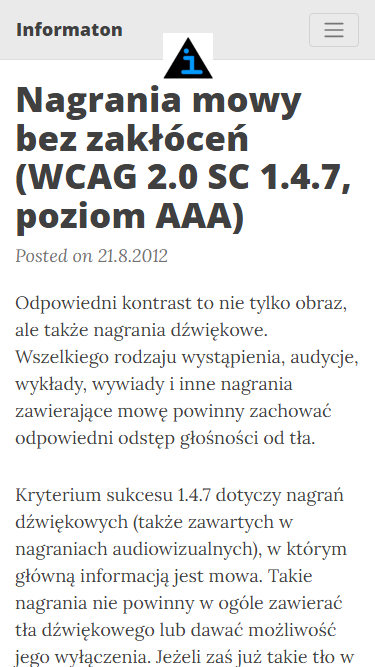 Informaton
i
Nagrania mowy
bez zakłóceń
(WCAG 2.0 SC 1.4.7,
poziom AAA)
Posted on 21.8.2012
Odpowiedni kontrast to nie tylko obraz,
ale także nagrania dźwiękowe.
Wszelkiego rodzaju wystąpienia, audycje,
wykłady, wywiady i inne nagrania
zawierające mowę powinny zachować
odpowiedni odstęp głośności od tła.
Kryterium sukcesu 1.4.7 dotyczy nagrań
dźwiękowych (także zawartych w
nagraniach audiowizualnych), w którym
główną informacją jest mowa. Takie
nagrania nie powinny w ogóle zawierać
tła dźwiękowego lub dawać możliwość
jego wyłączenia. Jeżeli zaś już takie tło w